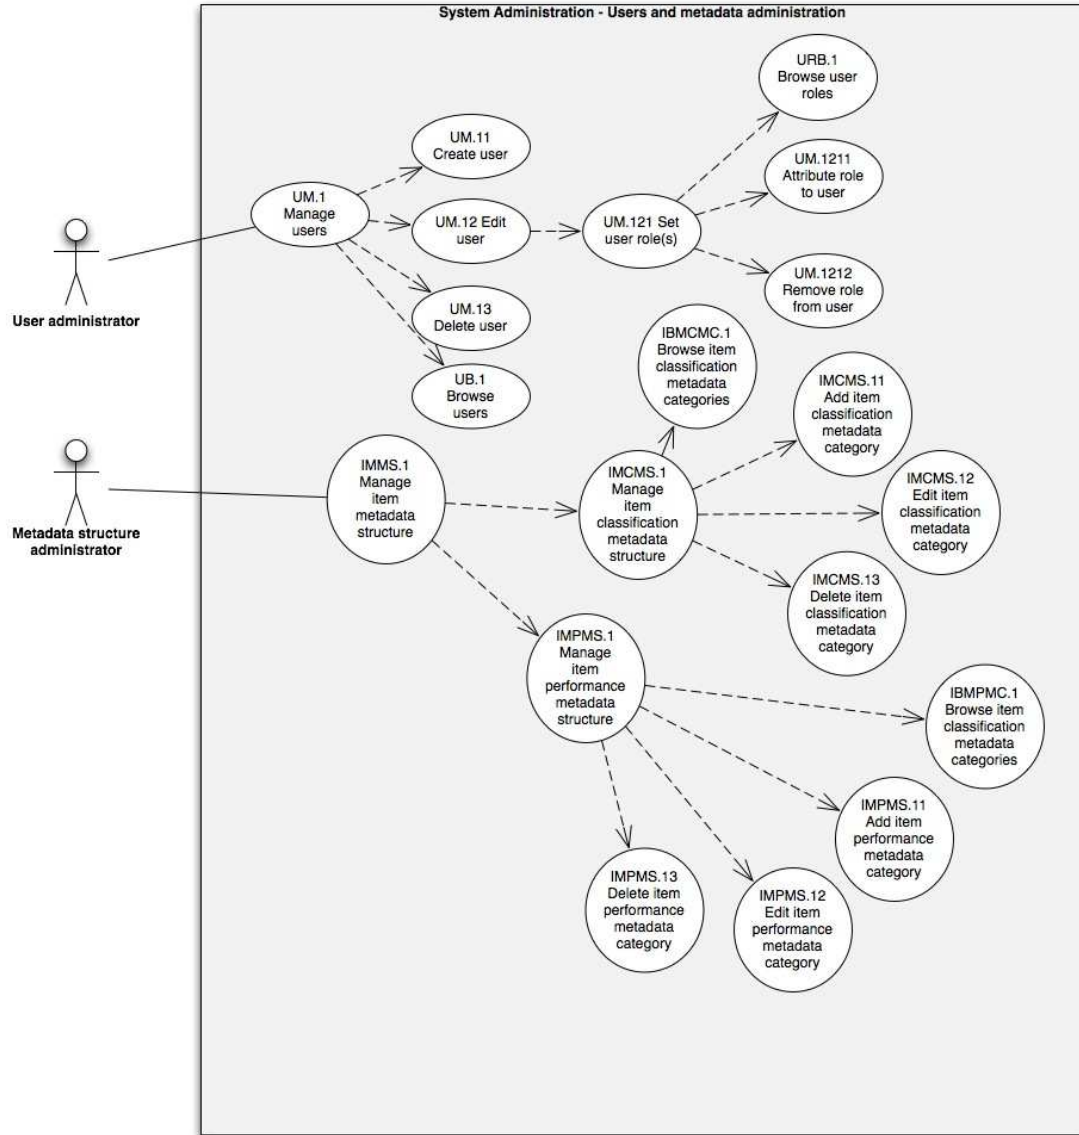 System Administration - Users and metadata administration
URB.1
Browse user
roles
UM.11
Create user
UM.1211
Attribute role
to user
UM.1
Manage
users
UM.12 Edit
user
UM.121 Set
user role(s)
UM.1212
Remove role
from user
User administrator
UM.13
Delete user
UB.1
Browse
users
IBMCMC.1
Browse item
classification
metadata
categories
IMCMS.11
Add item
classification
metadata
category
Metadata structure
administrator
IMMS.1
Manage
item
metadata
structure
IMCMS.1
Manage
item
classification
metadata
structure
IMCMS.12
Edit item
classification
metadata
category
IMCMS.13
Delete item
classification
metadata
category
IMPMS.1
Manage
item
performance
metadata
structure
IBMPMC.1
Browse item
classification
metadata
categories
IMPMS.11
Add item
performance
metadata
category
IMPMS.13
Delete item
performance
metadata
category
IMPMS.12
Edit item
performance
metadata
category